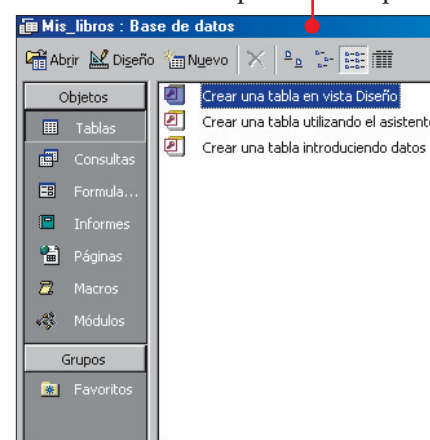 Mis_libros : Base de datos
Abrir Diseño Nuevo
Objetos
Tablas
Consultas
Formula...
Informes
Páginas
Macros
Módulos
Grupos
Favoritos
Crear una tabla en vista Diseño
Crear una tabla utilizando el asistente
Crear una tabla introduciendo datos